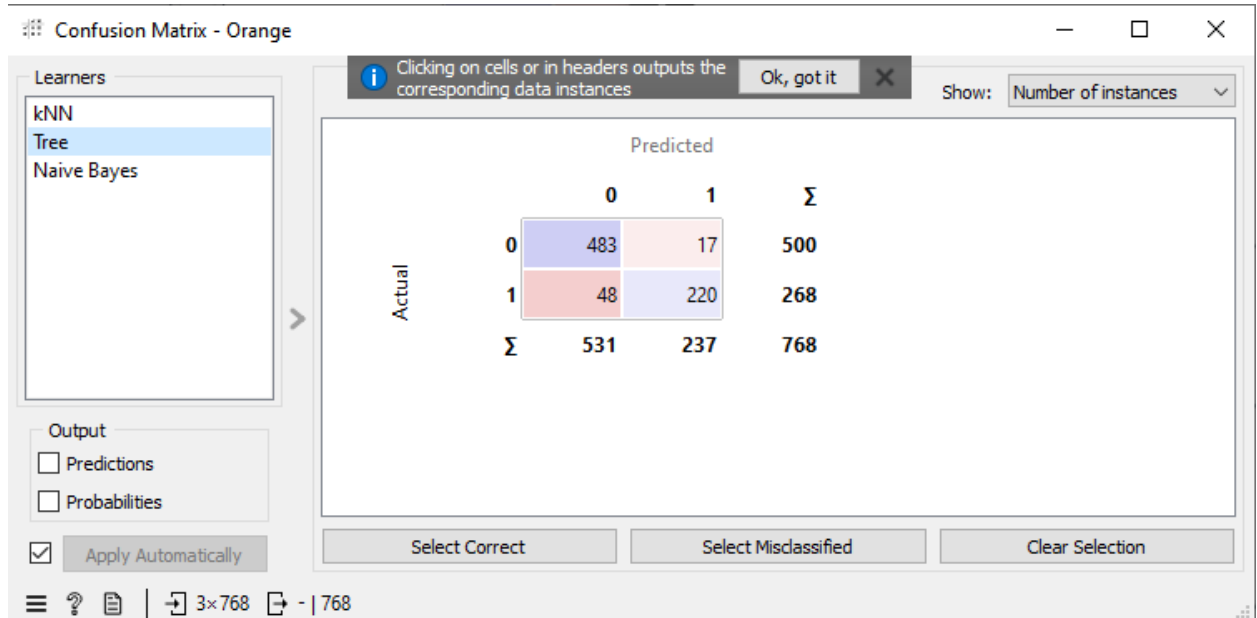 Confusion Matrix - Orange
Learners
kNN
Tree
Naive Bayes
Clicking on cells or in headers outputs the
corresponding data instances
Ok, got it
Show: Number of instances
Predicted
0 1 Σ
Actual
0 483 17 500
1 48 220 268
Σ 531 237 768
Output
Predictions
Probabilities
Apply Automatically
Select Correct
Select Misclassified
Clear Selection
3×768 - | 768